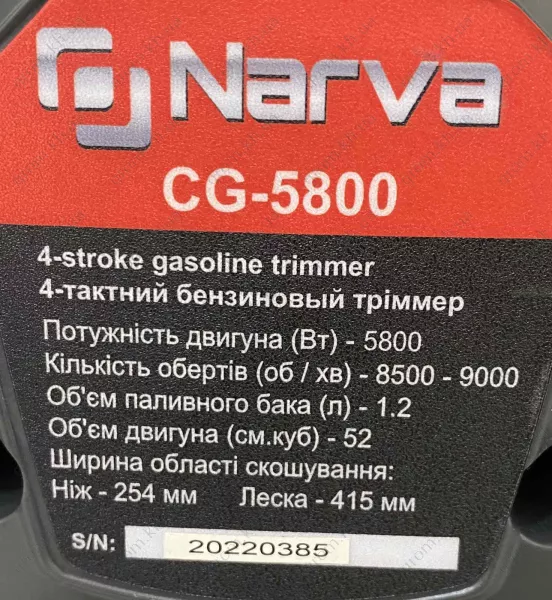 Narva
CG-5800
4-stroke gasoline trimmer
4-тактний бензиновый тріммер
Потужність двигуна (Вт) - 5800
Кількість обертів (об / хв) - 8500 - 9000
Об'єм паливного бака (л) - 1.2
Об'єм двигуна (см.куб) - 52
Ширина області скошування:
Ніж - 254 мм Леска - 415 мм
S/N: 20220385